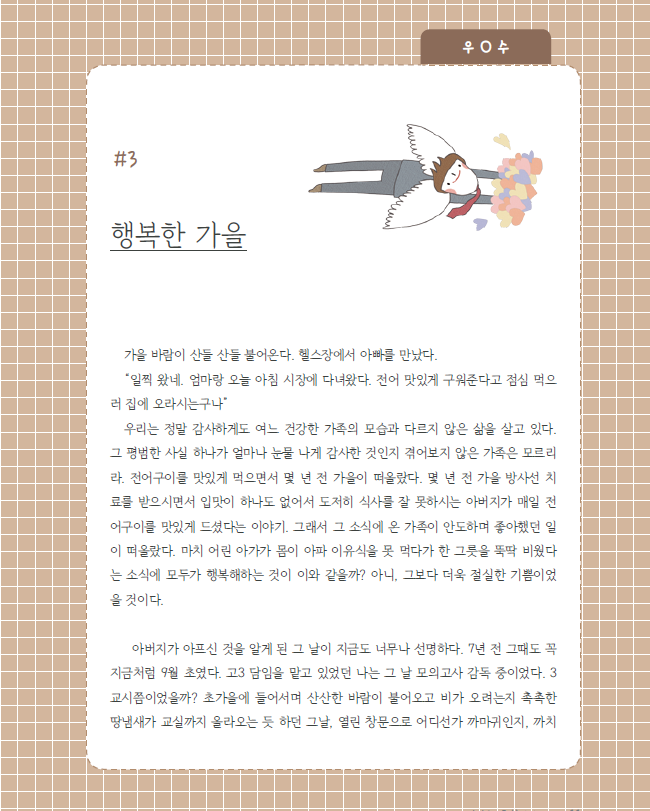 우 O 수
#3
행복한 가을
가을 바람이 산들 산들 불어온다. 헬스장에서 아빠를 만났다.
“일찍 왔네. 엄마랑 오늘 아침 시장에 다녀왔다. 전어 맛있게 구워준다고 점심 먹으
러 집에 오라시는구나”
우리는 정말 감사하게도 여느 건강한 가족의 모습과 다르지 않은 삶을 살고 있다.
그 평범한 사실 하나가 얼마나 눈물 나게 감사한 것인지 겪어보지 않은 가족은 모르리
라. 전어구이를 맛있게 먹으면서 몇 년 전 가을이 떠올랐다. 몇 년 전 가을 방사선 치
료를 받으시면서 입맛이 하나도 없어서 도저히 식사를 잘 못하시는 아버지가 매일 전
어구이를 맛있게 드셨다는 이야기. 그래서 그 소식에 온 가족이 안도하며 좋아했던 일
이 떠올랐다. 마치 어린 아가가 몸이 아파 이유식을 못 먹다가 한 그릇을 뚝딱 비웠다
는 소식에 모두가 행복해하는 것이 이와 같을까? 아니, 그보다 더욱 절실한 기쁨이었
을 것이다.
아버지가 아프신 것을 알게 된 그 날이 지금도 너무나 선명하다. 7년 전 그때도 꼭
지금처럼 9월 초였다. 고3 담임을 맡고 있었던 나는 그 날 모의고사 감독 중이었다. 3
교시쯤이었을까? 초가을에 들어서며 산산한 바람이 불어오고 비가 오려는지 촉촉한
땅냄새가 교실까지 올라오는 듯 하던 그날, 열린 창문으로 어디선가 까마귀인지, 까치